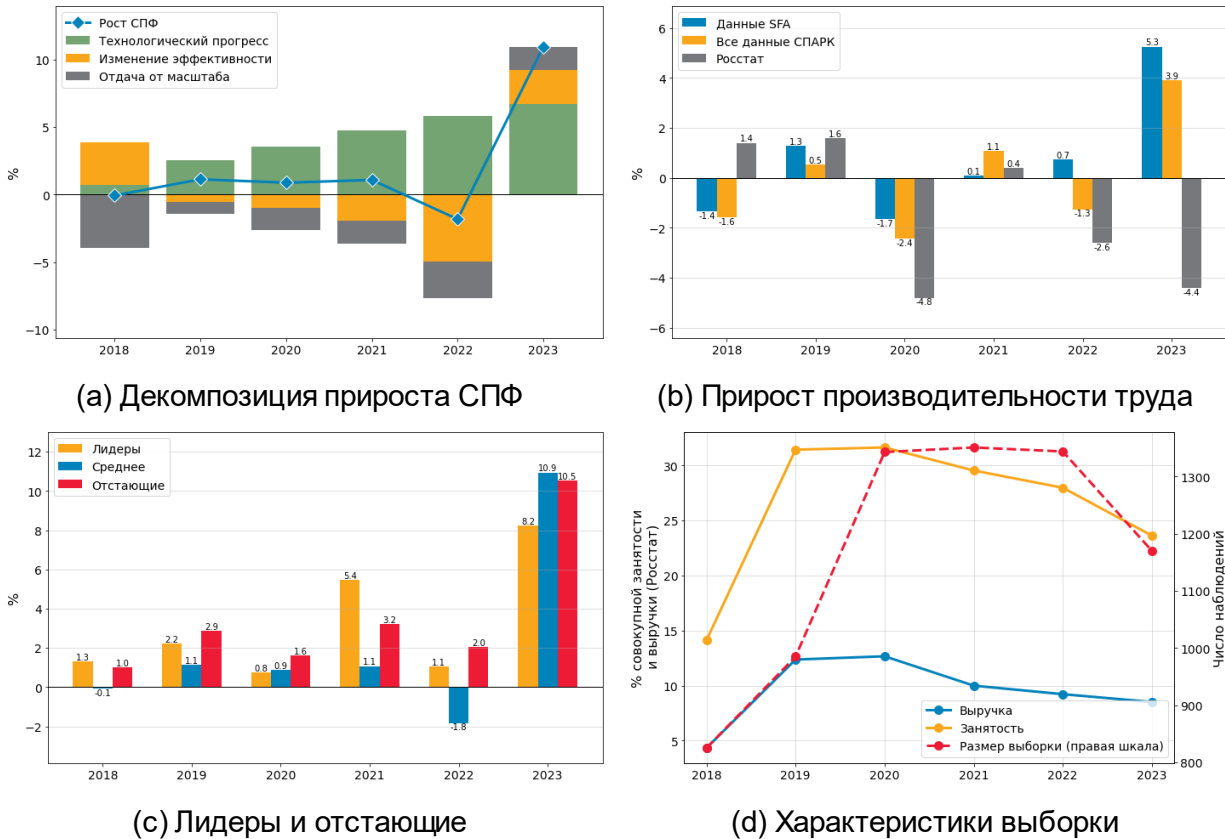 Рост СПФ
Технологический прогресс
Изменение эффективности
Отдача от масштаба
10
5
0
−5
−10
%
2018 2019 2020 2021 2022 2023
(a) Декомпозиция прироста СПФ
Данные SFA
Все данные СПАРК
Росстат
6
4
2
0
−2
−4
−6
%
-1.4 -1.6 1.4
1.3 0.5 1.6
-1.7 -2.4 -4.8
0.1 1.1 0.4
0.7 -1.3 -2.6
5.3 3.9 -4.4
2018 2019 2020 2021 2022 2023
(b) Прирост производительности труда
Лидеры
Среднее
Отстающие
12
10
8
6
4
2
0
−2
%
1.3 -0.1 1.0
2.2 1.1 2.9
0.8 0.9 1.6
5.4 1.1 3.2
1.1 -1.8 2.0
8.2 10.9 10.5
2018 2019 2020 2021 2022 2023
(c) Лидеры и отстающие
% совокупной занятости
и выручки (Росстат)
30
25
20
15
10
5
Число наблюдений
1300
1200
1100
1000
900
800
Выручка
Занятость
Размер выборки (правая шкала)
2018 2019 2020 2021 2022 2023
(d) Характеристики выборки